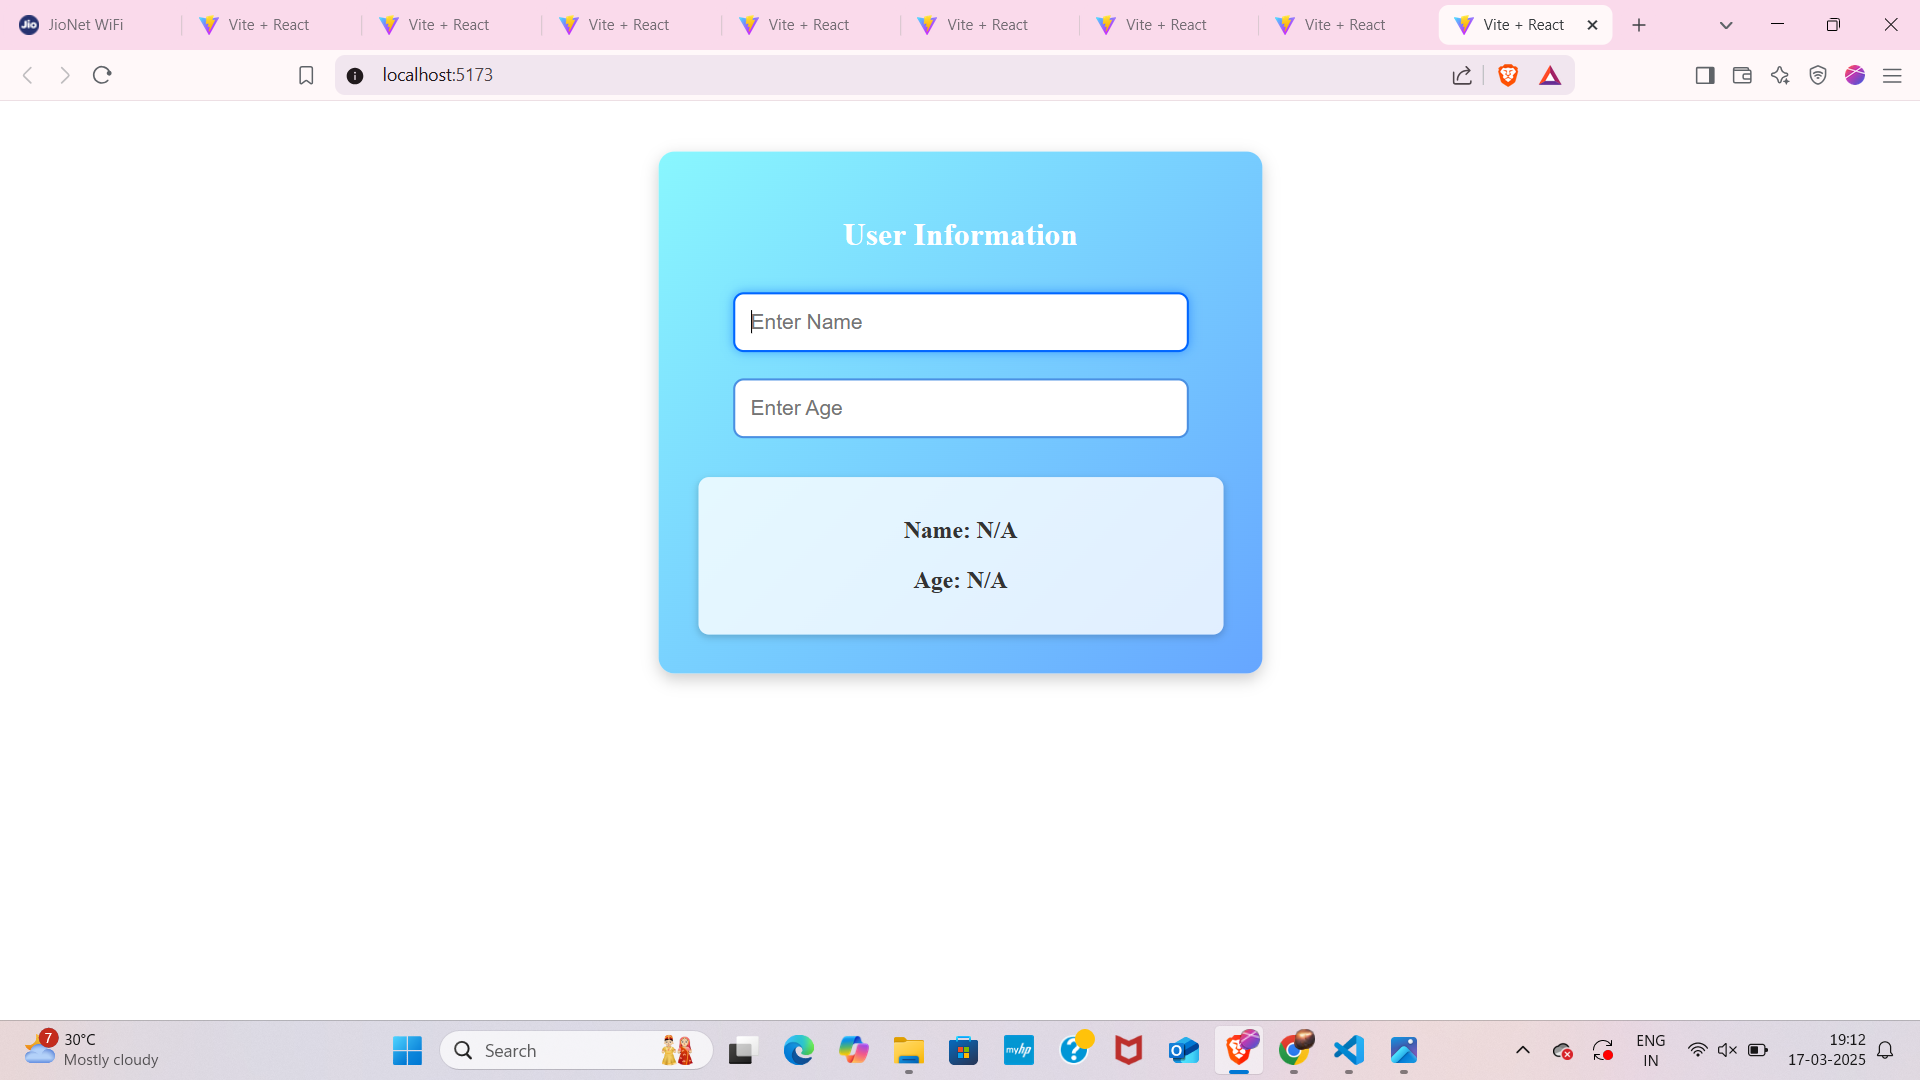 Jio JioNet WiFi Vite + React Vite + React Vite + React Vite + React Vite + React Vite + React Vite + React Vite + React
localhost:5173
User Information
Enter Name
Enter Age
Name: N/A
Age: N/A
7 30°C
Mostly cloudy
Search
myhp
ENG
IN
19:12
17-03-2025